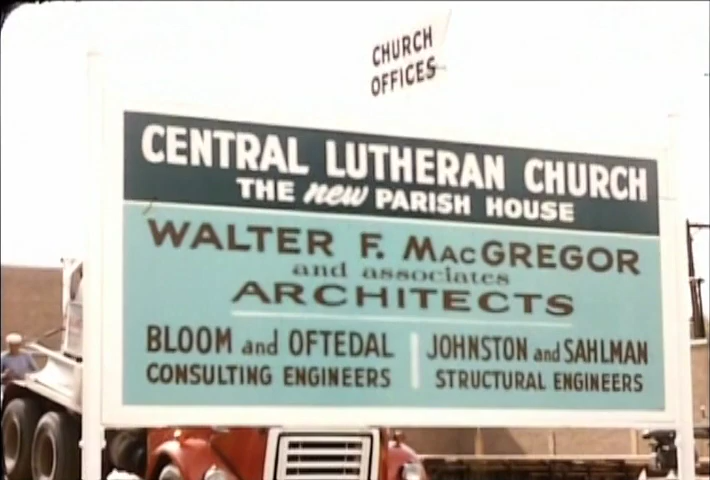 CHURCH
OFFICES
CENTRAL LUTHERAN CHURCH
THE new PARISH HOUSE
WALTER F. MACGREGOR
and associates
ARCHITECTS
BLOOM and OFTEDAL
CONSULTING ENGINEERS
JOHNSTON and SAHLMAN
STRUCTURAL ENGINEERS